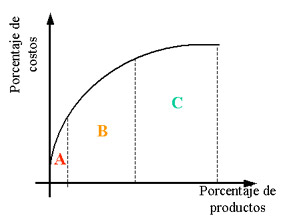 Porcentaje de
costos
A
B
C
Porcentaje de
productos